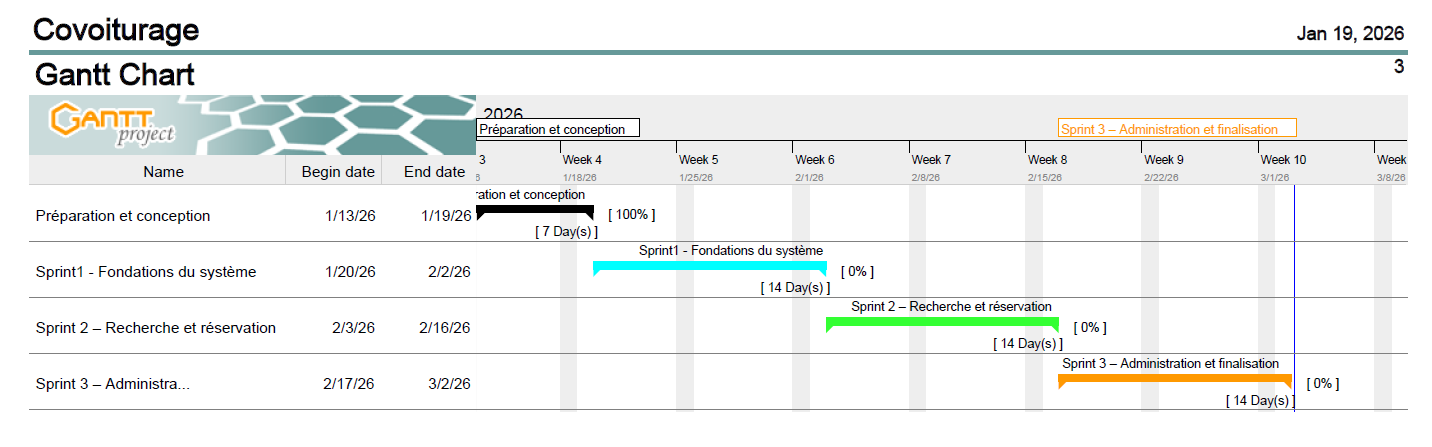 Covoiturage
Jan 19, 2026
Gantt Chart
3
GANTT
project
2026
Préparation et conception
Sprint 3 – Administration et finalisation
Name Begin date End date
3 Week 4 Week 5 Week 6 Week 7 Week 8 Week 9 Week 10 Week
6 1/18/26 1/25/26 2/1/26 2/8/26 2/15/26 2/22/26 3/1/26 3/8/26
ration et conception
Préparation et conception 1/13/26 1/19/26 [ 100% ]
[ 7 Day(s) ]
Sprint1 - Fondations du système
Sprint1 - Fondations du système 1/20/26 2/2/26 [ 0% ]
[ 14 Day(s) ]
Sprint 2 – Recherche et réservation
Sprint 2 – Recherche et réservation 2/3/26 2/16/26 [ 0% ]
[ 14 Day(s) ]
Sprint 3 – Administration et finalisation
Sprint 3 – Administra... 2/17/26 3/2/26 [ 0% ]
[ 14 Day(s) ]